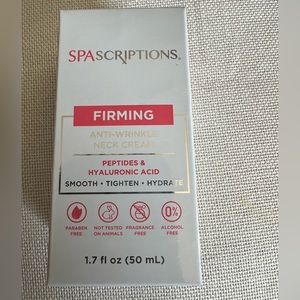 SPASCRIPTIONS®
FIRMING
ANTI-WRINKLE
NECK CREAM
PEPTIDES &
HYALURONIC ACID
SMOOTH • TIGHTEN • HYDRATE
PARABEN FREE
NOT TESTED ON ANIMALS
FRAGRANCE FREE
0%
ALCOHOL FREE
1.7 fl oz (50 mL)